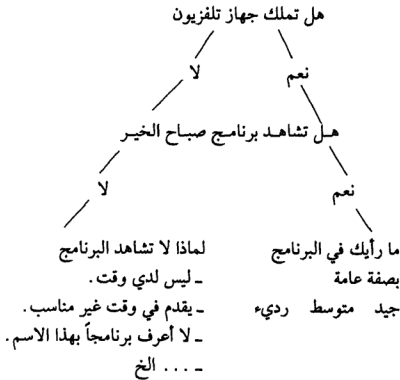 هل تملك جهاز تلفزيون
نعم
لا
هل تشاهد برنامج صباح الخير
نعم
لا
ما رأيك في البرنامج
بصفة عامة
جيد متوسط رديء
لماذا لا تشاهد البرنامج
ـ ليس لدي وقت.
ـ يقدم في وقت غير مناسب.
ـ لا أعرف برنامجاً بهذا الاسم.
ـ ... الخ